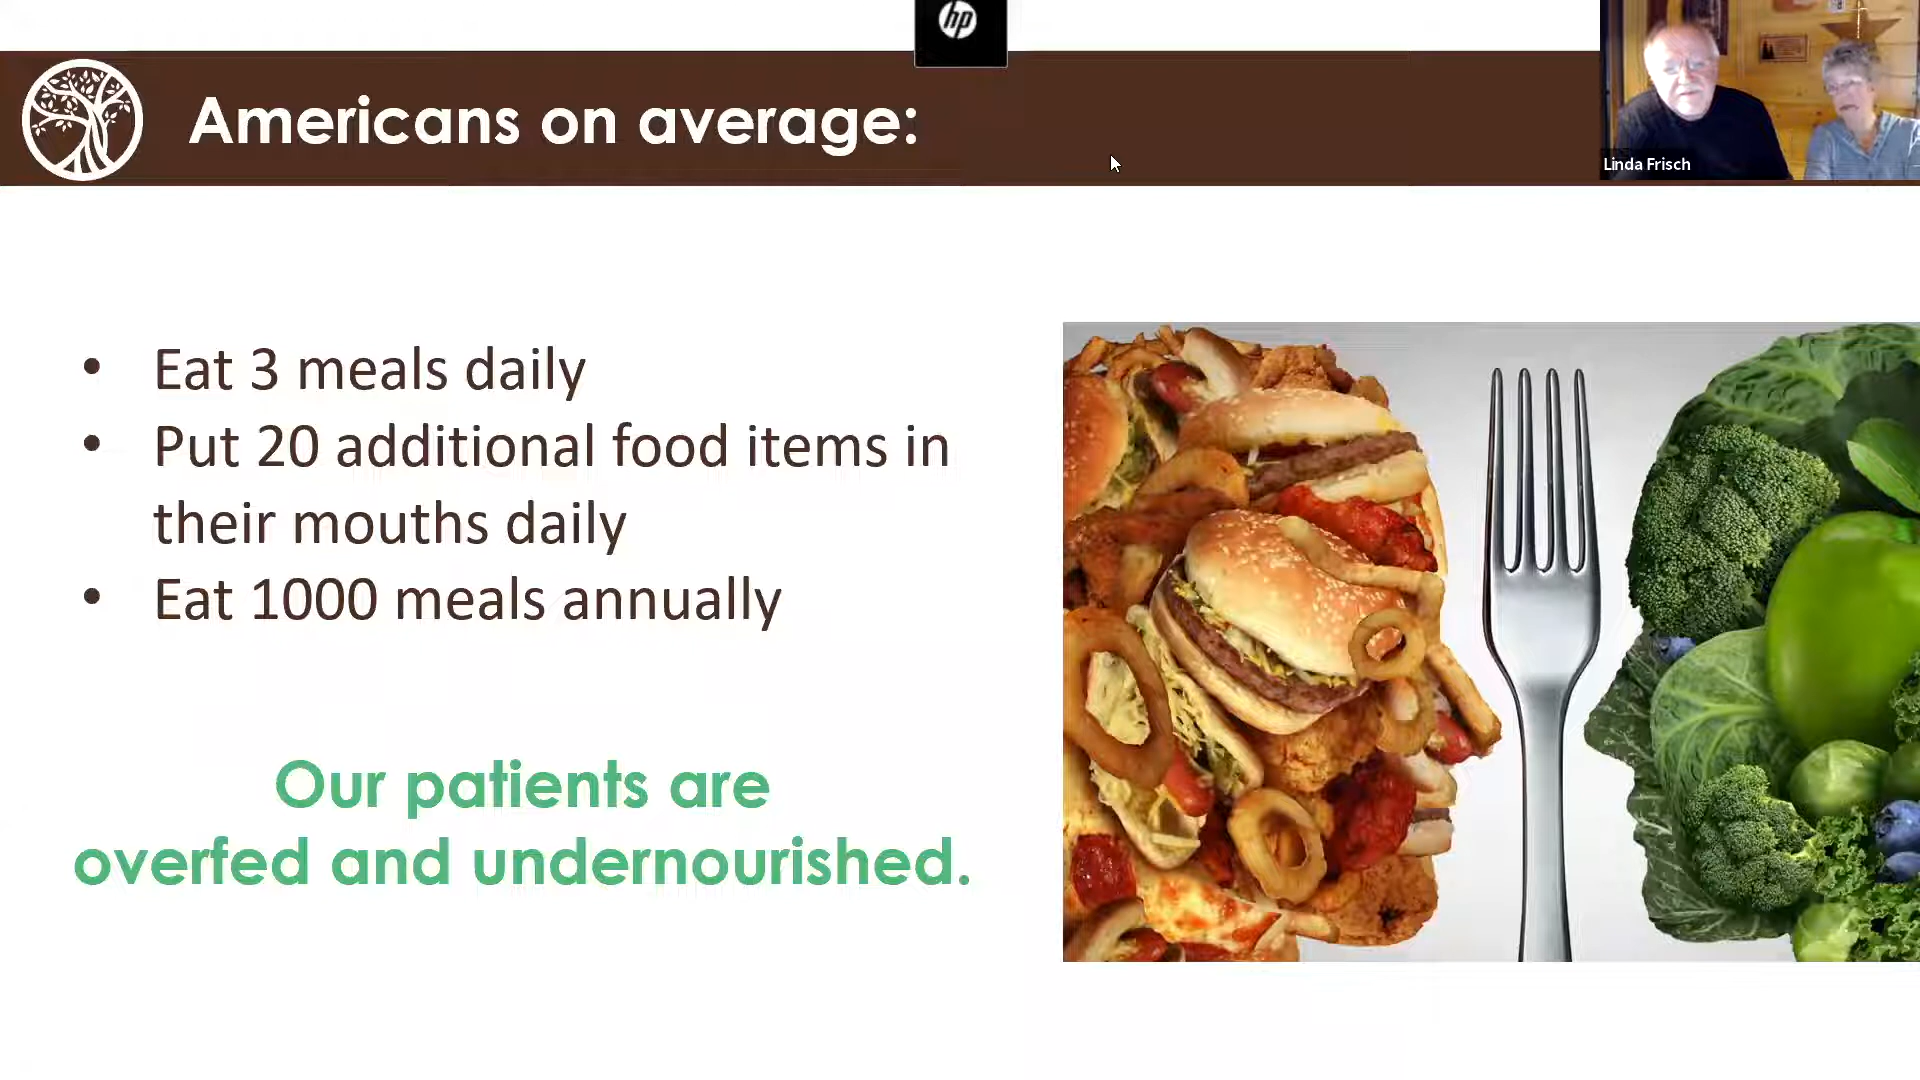 hp
Americans on average:
Linda Frisch
• Eat 3 meals daily
• Put 20 additional food items in
their mouths daily
• Eat 1000 meals annually
Our patients are
overfed and undernourished.